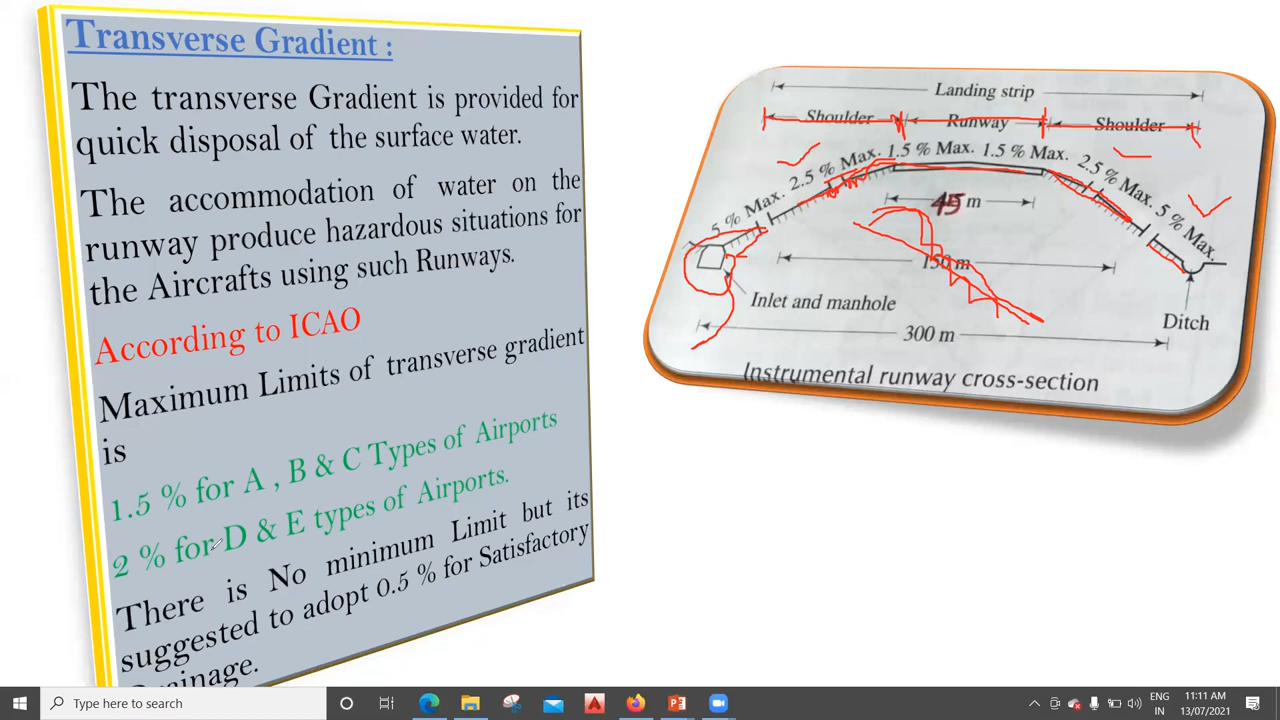 Transverse Gradient :
The transverse Gradient is provided for
quick disposal of the surface water.
The accommodation of water on the
runway produce hazardous situations for
the Aircrafts using such Runways.
According to ICAO
Maximum Limits of transverse gradient
is
1.5 % for A , B & C Types of Airports
2 % for D & E types of Airports.
There is No minimum Limit but its
suggested to adopt 0.5 % for Satisfactory
Drainage.
Landing strip
Shoulder
Runway
Shoulder
5 % Max.
2.5 % Max.
1.5 % Max.
1.5 % Max.
2.5 % Max.
5 % Max.
45 m
150 m
Inlet and manhole
Ditch
300 m
Instrumental runway cross-section
Type here to search
ENG
IN
11:11 AM
13/07/2021